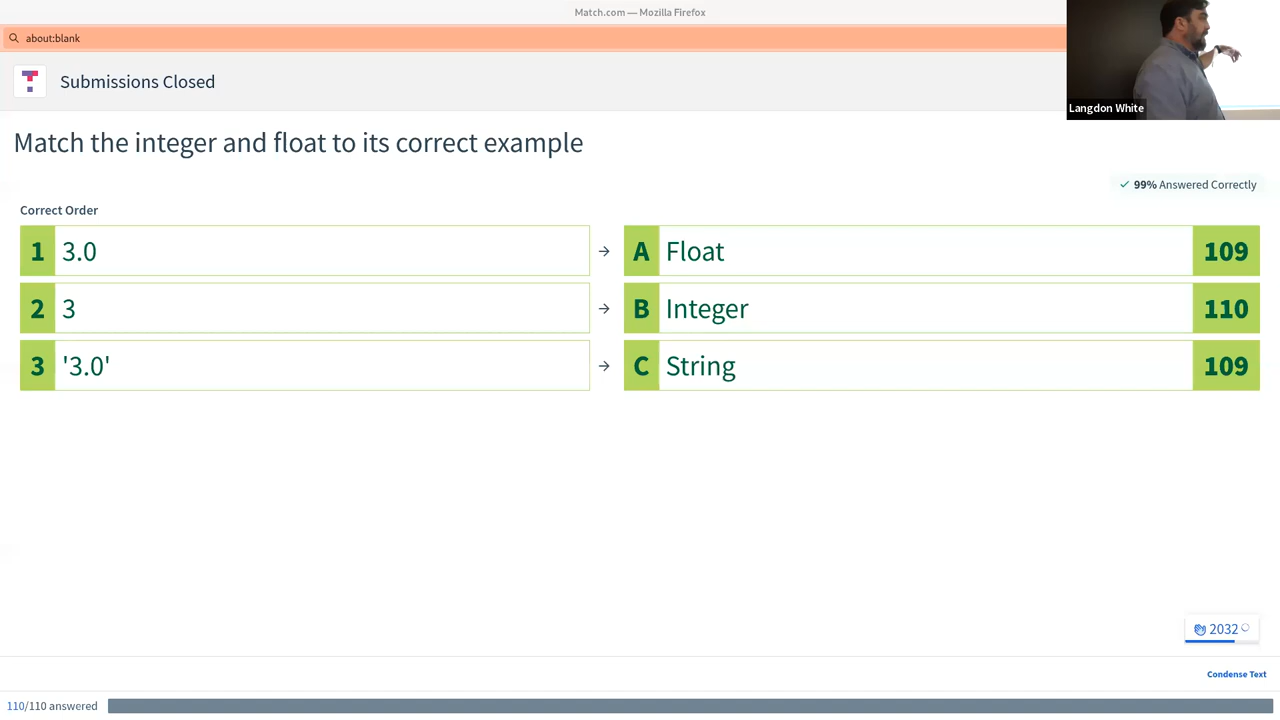 Match.com — Mozilla Firefox
about:blank
Submissions Closed
Langdon White
Match the integer and float to its correct example
99% Answered Correctly
Correct Order
1 3.0 → A Float 109
2 3 → B Integer 110
3 '3.0' → C String 109
2032
Condense Text
110/110 answered